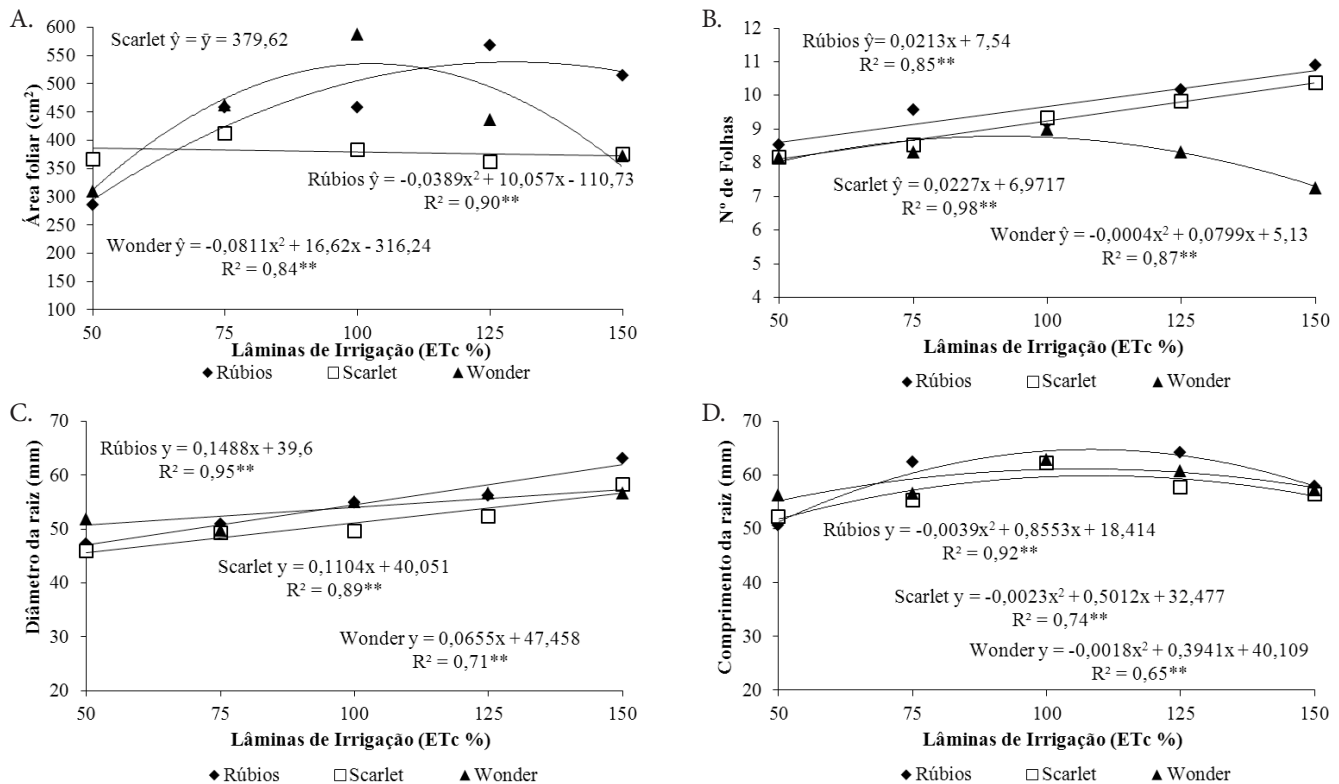 A.
600
550
500
450
400
350
300
250
200
150
100
Área foliar (cm²)
Scarlet ŷ = ȳ = 379,62
Rúbios ŷ = -0,0389x² + 10,057x - 110,73
R² = 0,90**
Wonder ŷ = -0,0811x² + 16,62x - 316,24
R² = 0,84**
50 75 100 125 150
Lâminas de Irrigação (ETc %)
Rúbios Scarlet Wonder
B.
12
11
10
9
8
7
6
5
4
Nº de Folhas
Rúbios ŷ= 0,0213x + 7,54
R² = 0,85**
Scarlet ŷ= 0,0227x + 6,9717
R² = 0,98**
Wonder ŷ = -0,0004x² + 0,0799x + 5,13
R² = 0,87**
50 75 100 125 150
Lâminas de Irrigação (ETc %)
Rúbios Scarlet Wonder
C.
70
60
50
40
30
20
Diâmetro da raiz (mm)
Rúbios y = 0,1488x + 39,6
R² = 0,95**
Scarlet y = 0,1104x + 40,051
R² = 0,89**
Wonder y = 0,0655x + 47,458
R² = 0,71**
50 75 100 125 150
Lâminas de Irrigação (ETc %)
Rúbios Scarlet Wonder
D.
70
60
50
40
30
20
Comprimento da raiz (mm)
Rúbios y = -0,0039x² + 0,8553x + 18,414
R² = 0,92**
Scarlet y = -0,0023x² + 0,5012x + 32,477
R² = 0,74**
Wonder y = -0,0018x² + 0,3941x + 40,109
R² = 0,65**
50 75 100 125 150
Lâminas de Irrigação (ETc %)
Rúbios Scarlet Wonder